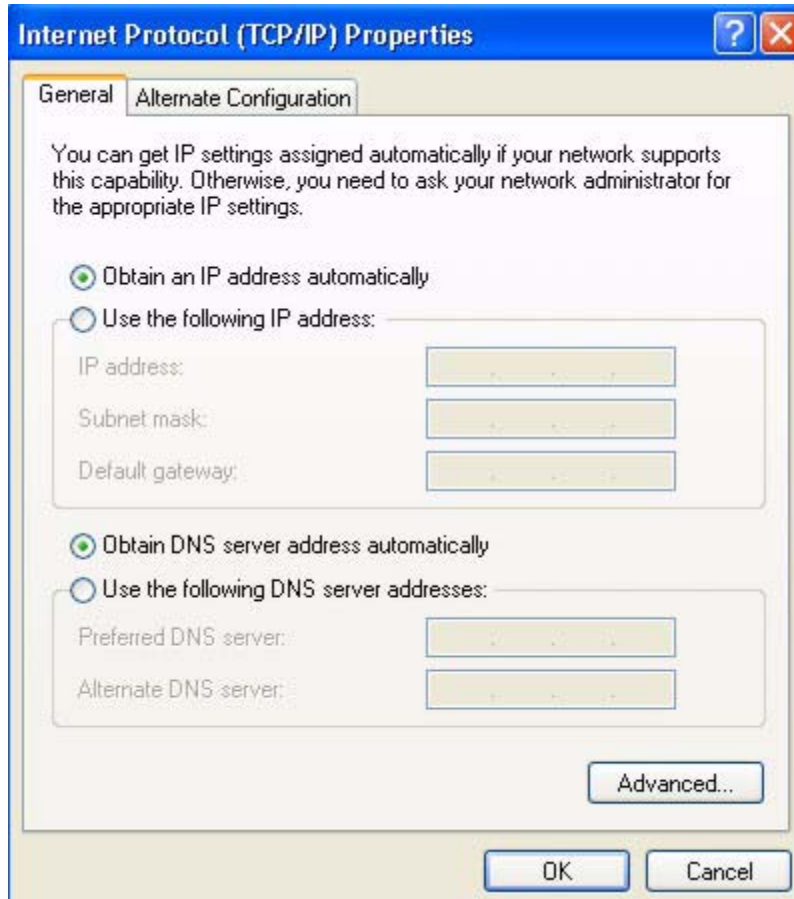 Internet Protocol (TCP/IP) Properties
General
Alternate Configuration
You can get IP settings assigned automatically if your network supports
this capability. Otherwise, you need to ask your network administrator for
the appropriate IP settings.
Obtain an IP address automatically
Use the following IP address:
IP address:
Subnet mask:
Default gateway:
Obtain DNS server address automatically
Use the following DNS server addresses:
Preferred DNS server:
Alternate DNS server:
Advanced...
OK
Cancel